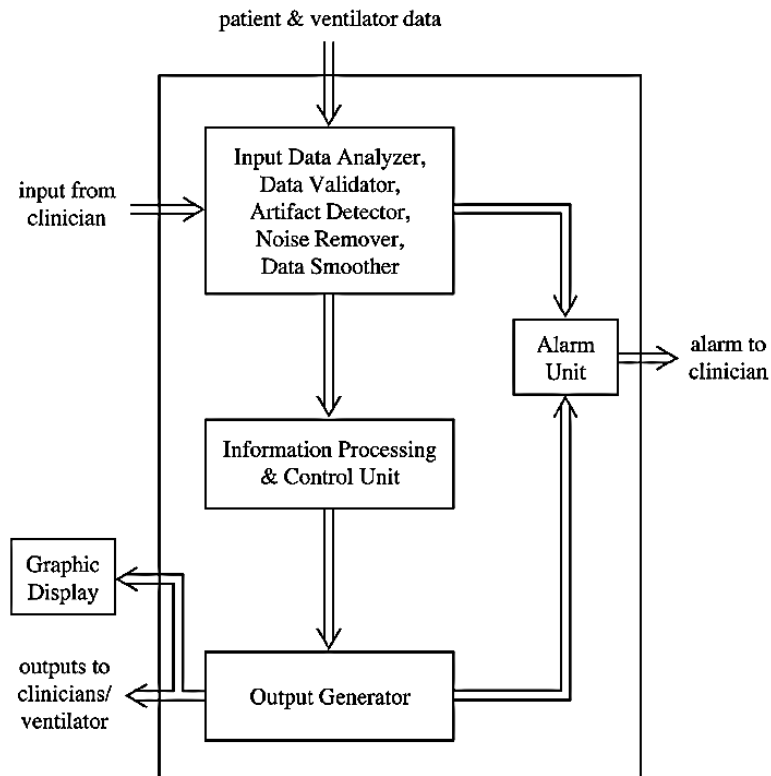 patient & ventilator data
Input Data Analyzer,
Data Validator,
Artifact Detector,
Noise Remover,
Data Smoother
input from
clinician
Alarm
Unit
alarm to
clinician
Information Processing
& Control Unit
Graphic
Display
outputs to
clinicians/
ventilator
Output Generator